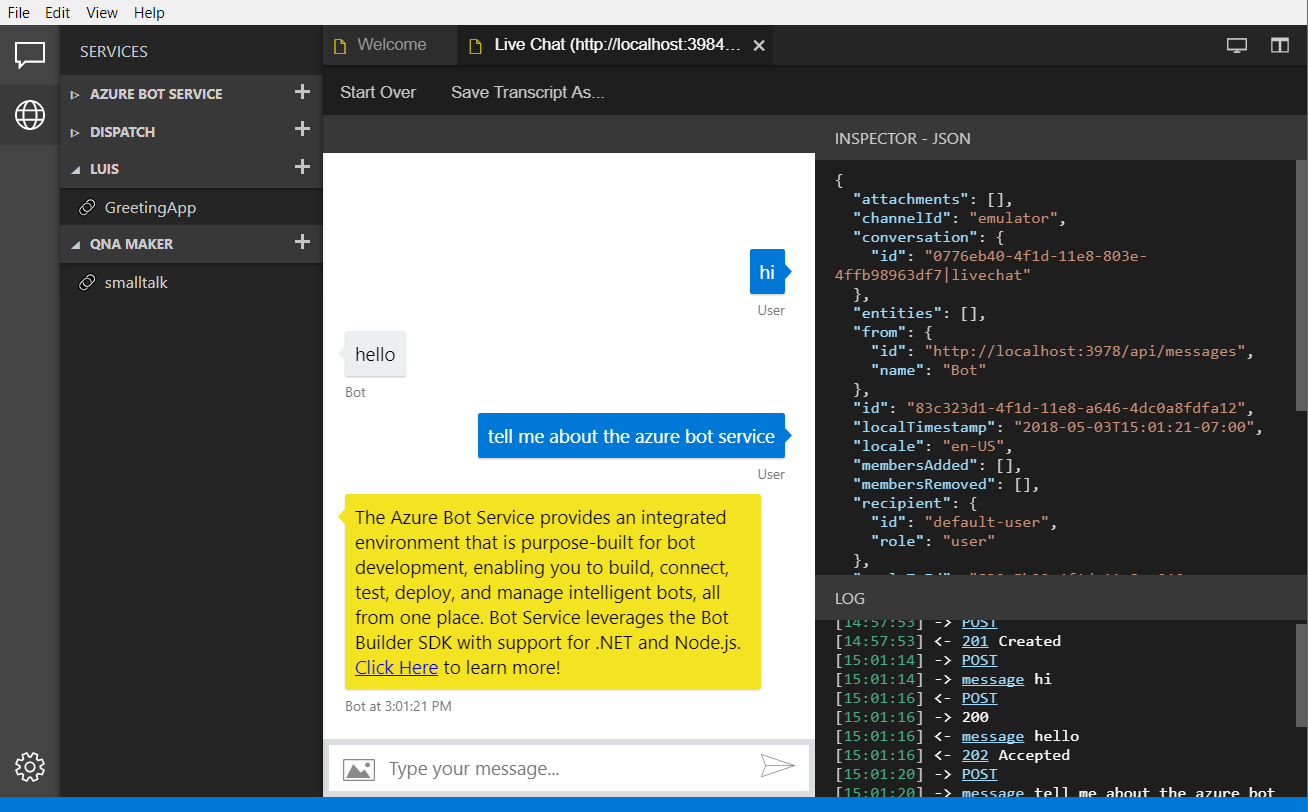 File Edit View Help
SERVICES
AZURE BOT SERVICE +
DISPATCH +
LUIS +
GreetingApp
QNA MAKER +
smalltalk
Welcome
Live Chat (http://localhost:3984...
Start Over Save Transcript As...
hi
User
hello
Bot
tell me about the azure bot service
User
The Azure Bot Service provides an integrated
environment that is purpose-built for bot
development, enabling you to build, connect,
test, deploy, and manage intelligent bots, all
from one place. Bot Service leverages the Bot
Builder SDK with support for .NET and Node.js.
Click Here to learn more!
Bot at 3:01:21 PM
Type your message...
INSPECTOR - JSON
{
"attachments": [],
"channelId": "emulator",
"conversation": {
"id": "0776eb40-4f1d-11e8-803e-
4ffb98963df7|livechat"
},
"entities": [],
"from": {
"id": "http://localhost:3978/api/messages",
"name": "Bot"
},
"id": "83c323d1-4f1d-11e8-a646-4dc0a8fdfa12",
"localTimestamp": "2018-05-03T15:01:21-07:00",
"locale": "en-US",
"membersAdded": [],
"membersRemoved": [],
"recipient": {
"id": "default-user",
"role": "user"
},
LOG
[14:57:53] -> POST
[14:57:53] <- 201 Created
[15:01:14] -> POST
[15:01:14] -> message hi
[15:01:16] <- POST
[15:01:16] -> 200
[15:01:16] <- message hello
[15:01:16] <- 202 Accepted
[15:01:20] -> POST
[15:01:20] -> message tell me about the azure bot